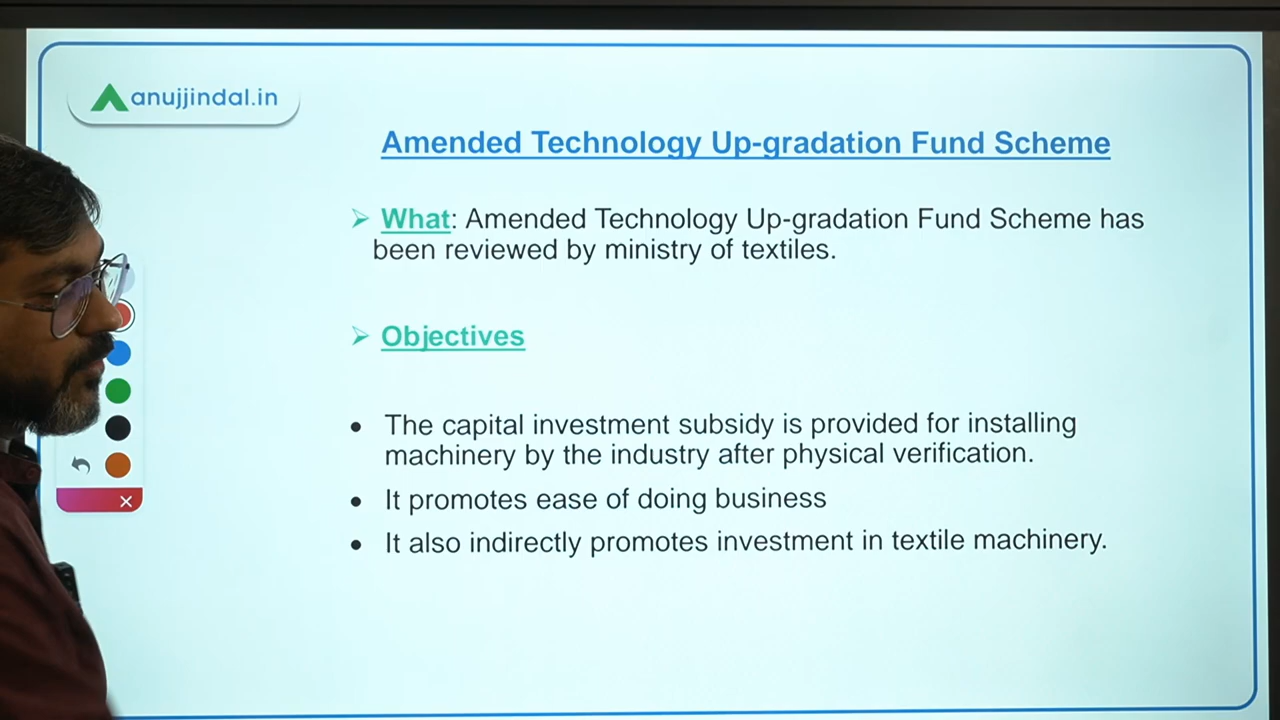 anujjindal.in
Amended Technology Up-gradation Fund Scheme
What: Amended Technology Up-gradation Fund Scheme has
been reviewed by ministry of textiles.
Objectives
The capital investment subsidy is provided for installing
machinery by the industry after physical verification.
It promotes ease of doing business
It also indirectly promotes investment in textile machinery.